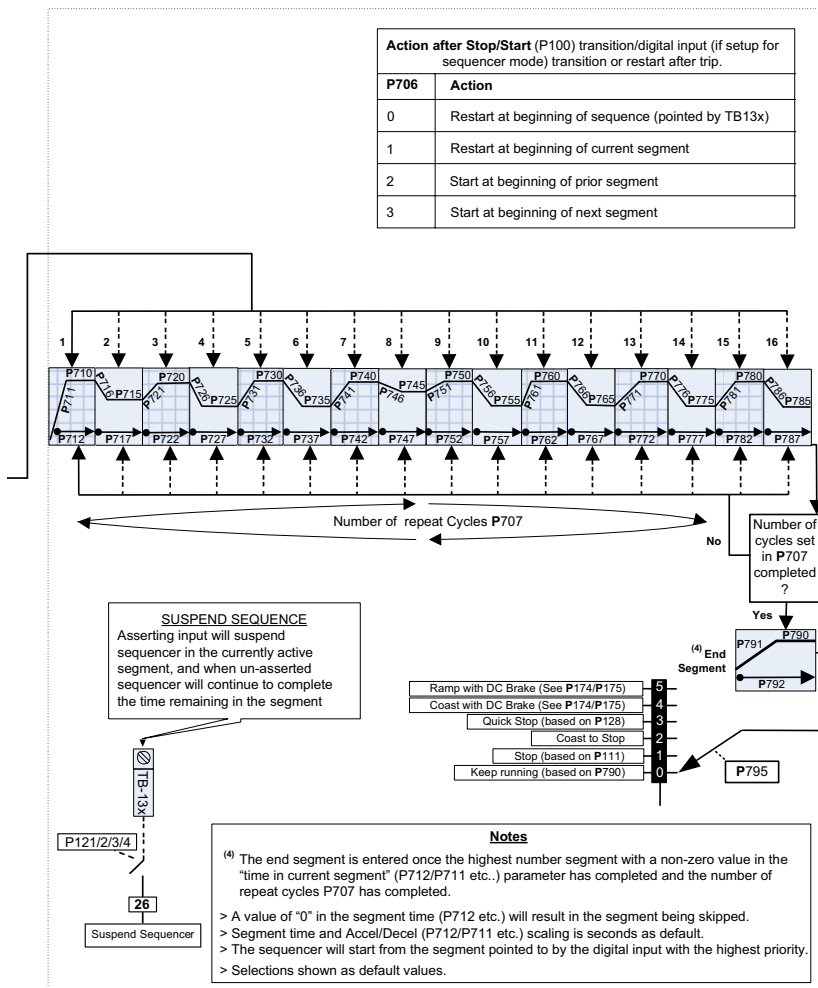 Action after Stop/Start (P100) transition/digital input (if setup for
sequencer mode) transition or restart after trip.
P706 Action
0 Restart at beginning of sequence (pointed by TB13x)
1 Restart at beginning of current segment
2 Start at beginning of prior segment
3 Start at beginning of next segment
1 2 3 4 5 6 7 8 9 10 11 12 13 14 15 16
P710 P711 P712
P716 P715 P717
P720 P721 P722
P726 P725 P727
P730 P731 P732
P736 P735 P737
P740 P741 P742
P745 P746 P747
P750 P751 P752
P756 P755 P757
P760 P761 P762
P766 P765 P767
P770 P771 P772
P776 P775 P777
P780 P781 P782
P786 P785 P787
Number of repeat Cycles P707
No
Number of
cycles set
in P707
completed
?
Yes
(4) End
Segment
P791 P790
P792
SUSPEND SEQUENCE
Asserting input will suspend
sequencer in the currently active
segment, and when un-asserted
sequencer will continue to complete
the time remaining in the segment
TB-13x
P121/2/3/4
26
Suspend Sequencer
Ramp with DC Brake (See P174/P175) 5
Coast with DC Brake (See P174/P175) 4
Quick Stop (based on P128) 3
Coast to Stop 2
Stop (based on P111) 1
Keep running (based on P790) 0
P795
Notes
(4) The end segment is entered once the highest number segment with a non-zero value in the
“time in current segment” (P712/P711 etc..) parameter has completed and the number of
repeat cycles P707 has completed.
> A value of “0” in the segment time (P712 etc.) will result in the segment being skipped.
> Segment time and Accel/Decel (P712/P711 etc.) scaling is seconds as default.
> The sequencer will start from the segment pointed to by the digital input with the highest priority.
> Selections shown as default values.